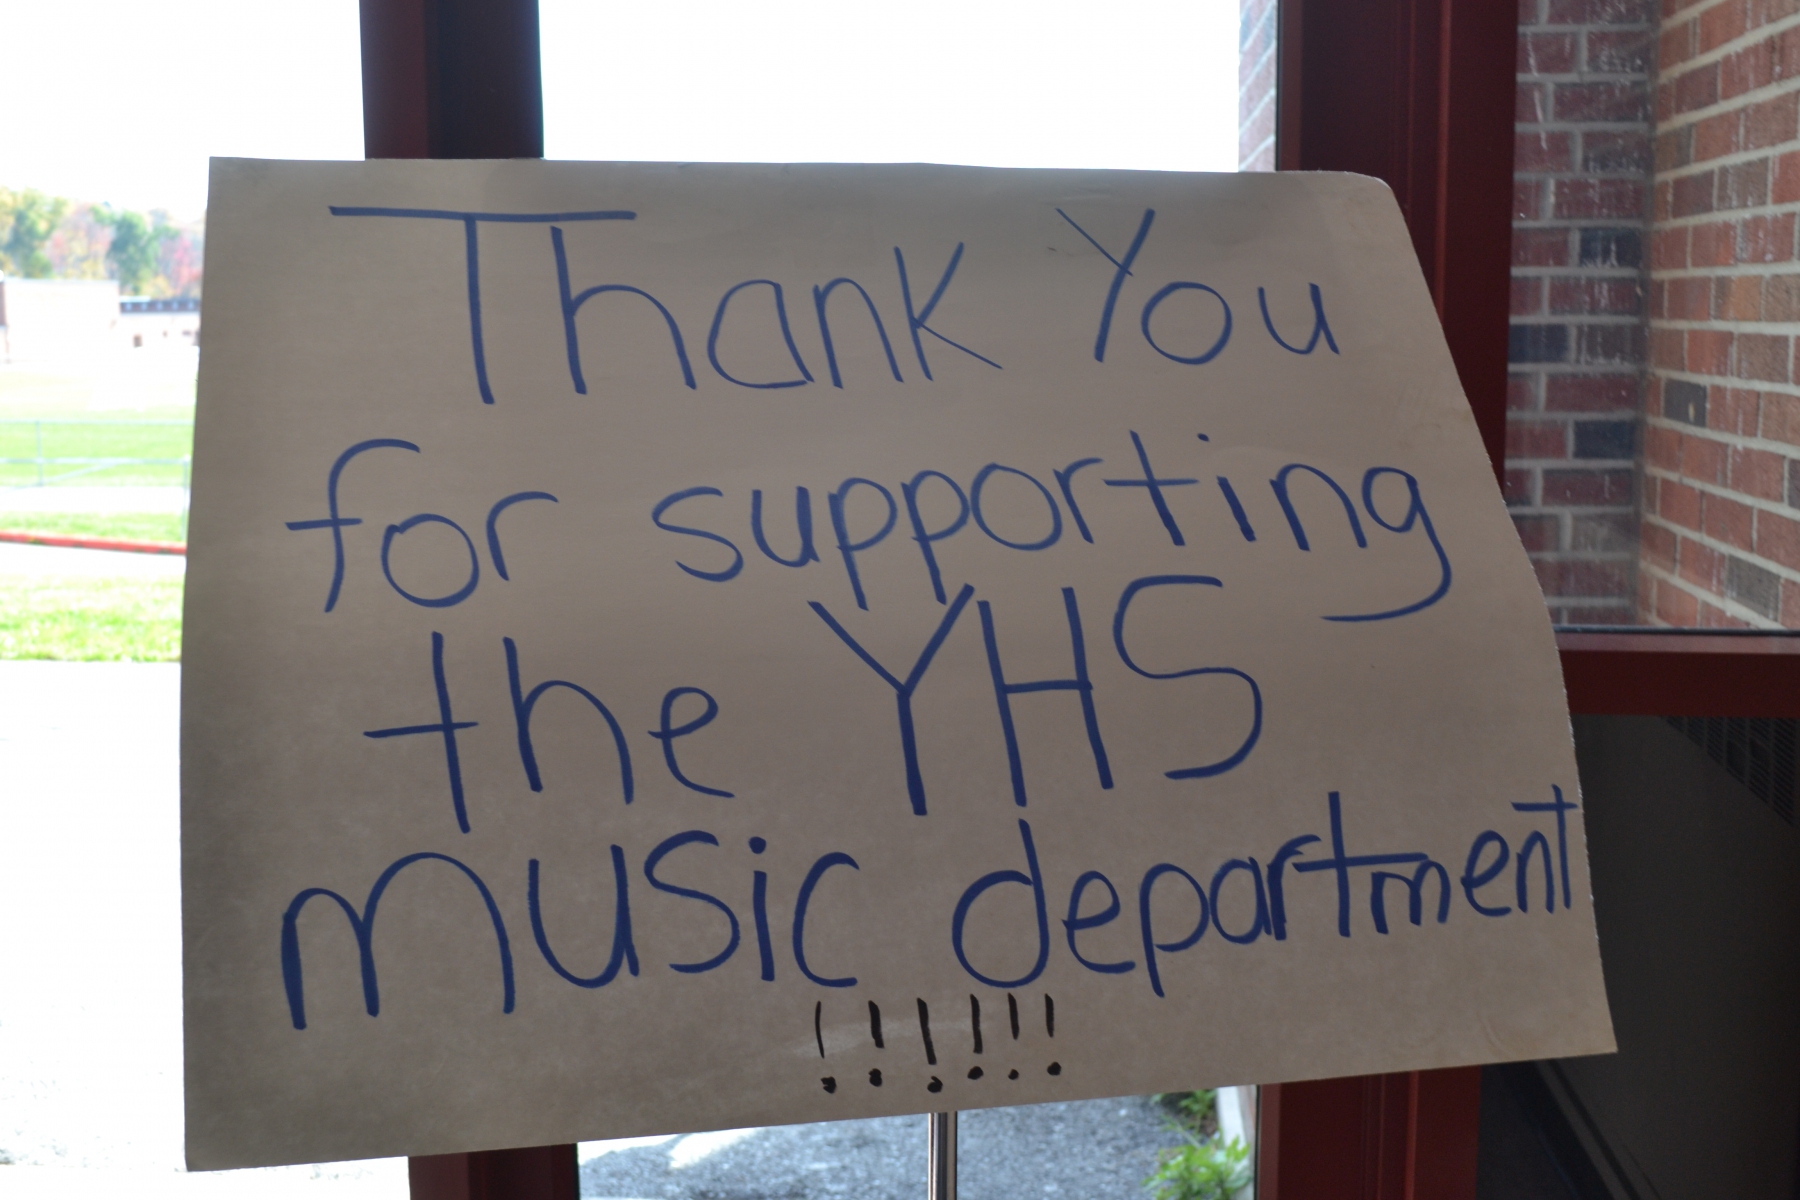 Thank You
for supporting
the YHS
music department
!!!!!!